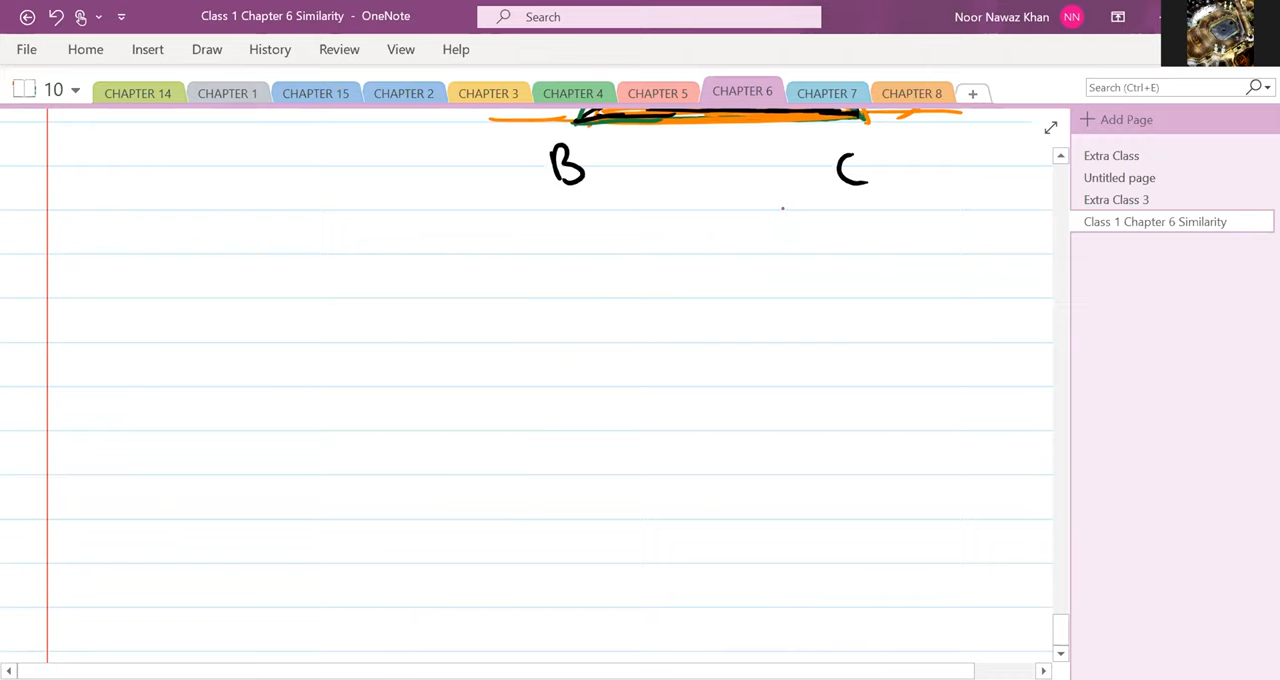 Class 1 Chapter 6 Similarity - OneNote
Search
Noor Nawaz Khan
NN
File Home Insert Draw History Review View Help
10
CHAPTER 14 CHAPTER 1 CHAPTER 15 CHAPTER 2 CHAPTER 3 CHAPTER 4 CHAPTER 5 CHAPTER 6 CHAPTER 7 CHAPTER 8
Search (Ctrl+E)
Add Page
Extra Class
Untitled page
Extra Class 3
Class 1 Chapter 6 Similarity
B C